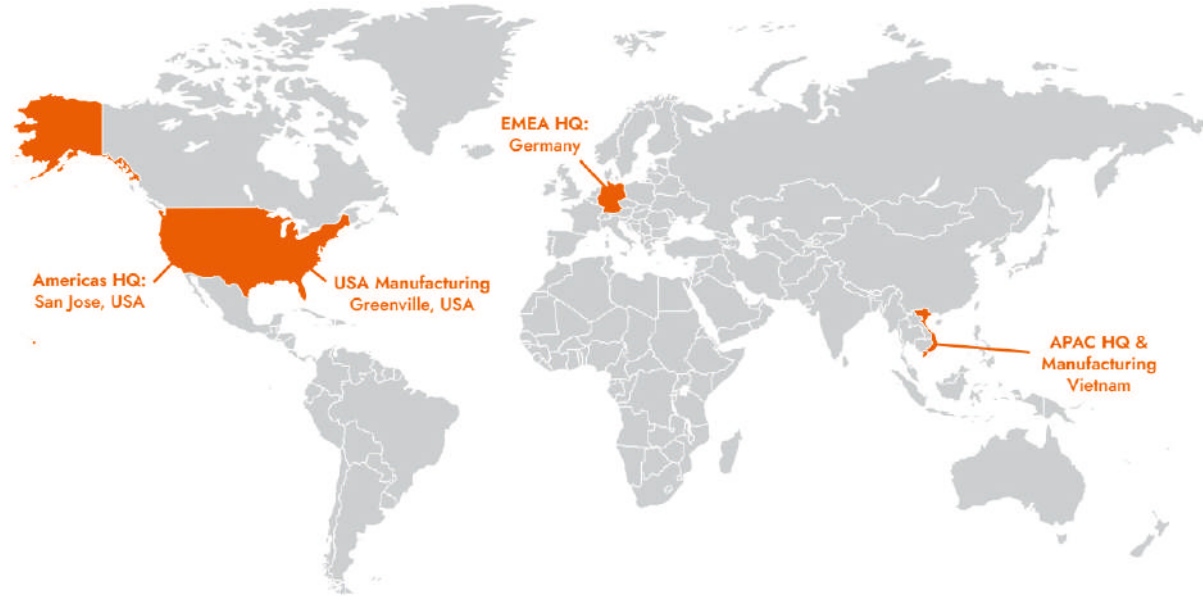 EMEA HQ:
Germany
Americas HQ:
San Jose, USA
USA Manufacturing
Greenville, USA
APAC HQ &
Manufacturing
Vietnam